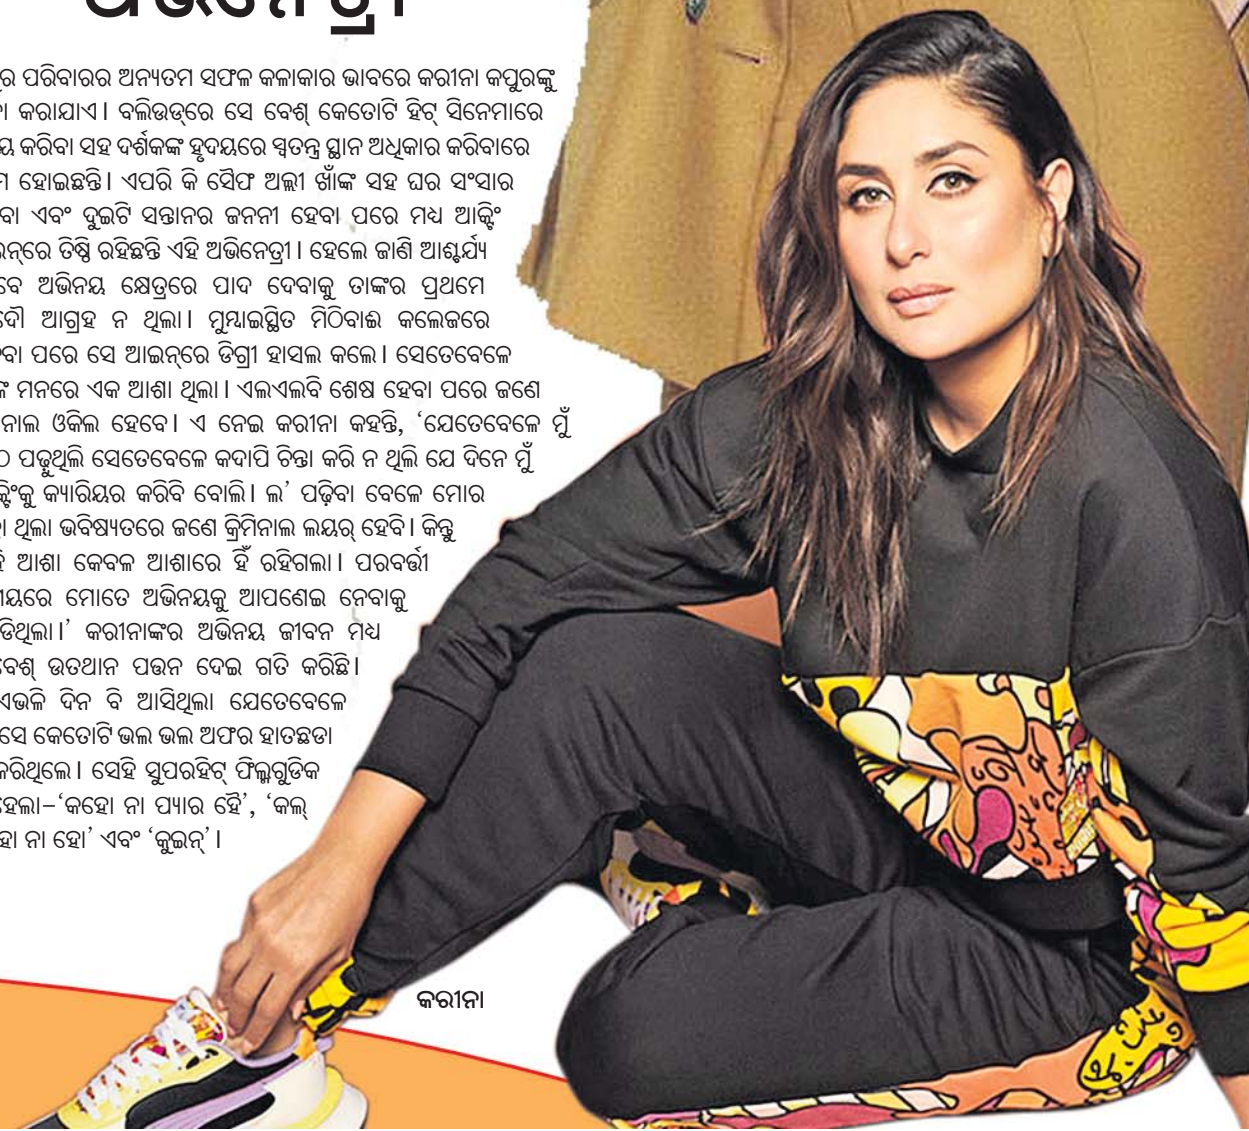 ପରିବାରର ଅନ୍ୟତମ ସଫଳ କଳାକାର ଭାବରେ କରୀନା କପୁରଙ୍କୁ
କରାଯାଏ। ବଲିଉଡ୍‌ରେ ସେ ବେଶ୍ କେତୋଟି ହିଟ୍ ସିନେମାରେ
କରିବା ସହ ଦର୍ଶକଙ୍କ ହୃଦୟରେ ସ୍ୱତନ୍ତ୍ର ସ୍ଥାନ ଅଧିକାର କରିବାରେ
ହୋଇଛନ୍ତି। ଏପରି କି ସୈଫ ଅଲ୍ଲୀ ଖାଁଙ୍କ ସହ ଘର ସଂସାର
ଏବଂ ଦୁଇଟି ସନ୍ତାନର ଜନନୀ ହେବା ପରେ ମଧ୍ୟ ଆକ୍ଟିଂ
ତିଷ୍ଠି ରହିଛନ୍ତି ଏହି ଅଭିନେତ୍ରୀ। ହେଲେ ଜାଣି ଆଶ୍ଚର୍ଯ୍ୟ
ଅଭିନୟ କ୍ଷେତ୍ରରେ ପାଦ ଦେବାକୁ ତାଙ୍କର ପ୍ରଥମେ
ଆଗ୍ରହ ନ ଥିଲା। ମୁମ୍ବାଇସ୍ଥିତ ମିଠିବାଈ କଲେଜରେ
ପରେ ସେ ଆଇନ୍‌ରେ ଡିଗ୍ରୀ ହାସଲ କଲେ। ସେତେବେଳେ
ମନରେ ଏକ ଆଶା ଥିଲା। ଏଲଏଲବି ଶେଷ ହେବା ପରେ ଜଣେ
ଓକିଲ ହେବେ। ଏ ନେଇ କରୀନା କହନ୍ତି, ‘ଯେତେବେଳେ ମୁଁ
ପଢ଼ୁଥିଲି ସେତେବେଳେ କଦାପି ଚିନ୍ତା କରି ନ ଥିଲି ଯେ ଦିନେ ମୁଁ
କ୍ୟାରିୟର କରିବି ବୋଲି। ଲ’ ପଢ଼ିବା ବେଳେ ମୋର
ଥିଲା ଭବିଷ୍ୟତରେ ଜଣେ କ୍ରିମିନାଲ ଲୟର୍ ହେବି। କିନ୍ତୁ
ଆଶା କେବଳ ଆଶାରେ ହିଁ ରହିଗଲା। ପରବର୍ତ୍ତୀ
ମୋତେ ଅଭିନୟକୁ ଆପଣେଇ ନେବାକୁ
କରୀନାଙ୍କର ଅଭିନୟ ଜୀବନ ମଧ୍ୟ
ବେଶ୍ ଉତଥାନ ପତନ ଦେଇ ଗତି କରିଛି।
ଏଭଳି ଦିନ ବି ଆସିଥିଲା ଯେତେବେଳେ
ସେ କେତୋଟି ଭଲ ଭଲ ଅଫର ହାତଛଡା
କରିଥିଲେ। ସେହି ସୁପରହିଟ୍ ଫିଲ୍ମଗୁଡିକ
ହେଲା–‘କହୋ ନା ପ୍ୟାର ହୈ’, ‘କଲ୍
ହୋ ନା ହୋ’ ଏବଂ ‘କୁଇନ୍’।
କରୀନା